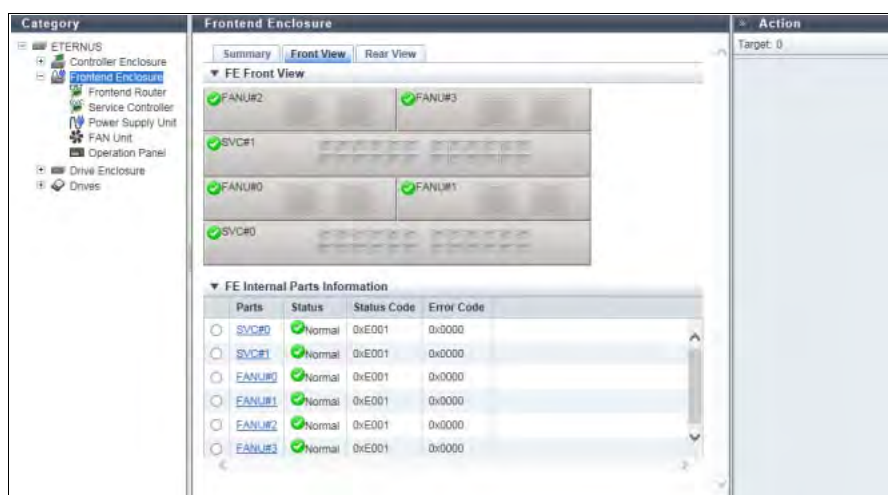 Category
ETERNUS
Controller Enclosure
Frontend Enclosure
Frontend Router
Service Controller
Power Supply Unit
FAN Unit
Operation Panel
Drive Enclosure
Drives
Frontend Enclosure
Summary Front View Rear View
FE Front View
FANU#2 FANU#3
SVC#1
FANU#0 FANU#1
SVC#0
FE Internal Parts Information
Parts Status Status Code Error Code
SVC#0 Normal 0xE001 0x0000
SVC#1 Normal 0xE001 0x0000
FANU#0 Normal 0xE001 0x0000
FANU#1 Normal 0xE001 0x0000
FANU#2 Normal 0xE001 0x0000
FANU#3 Normal 0xE001 0x0000
Action
Target: 0